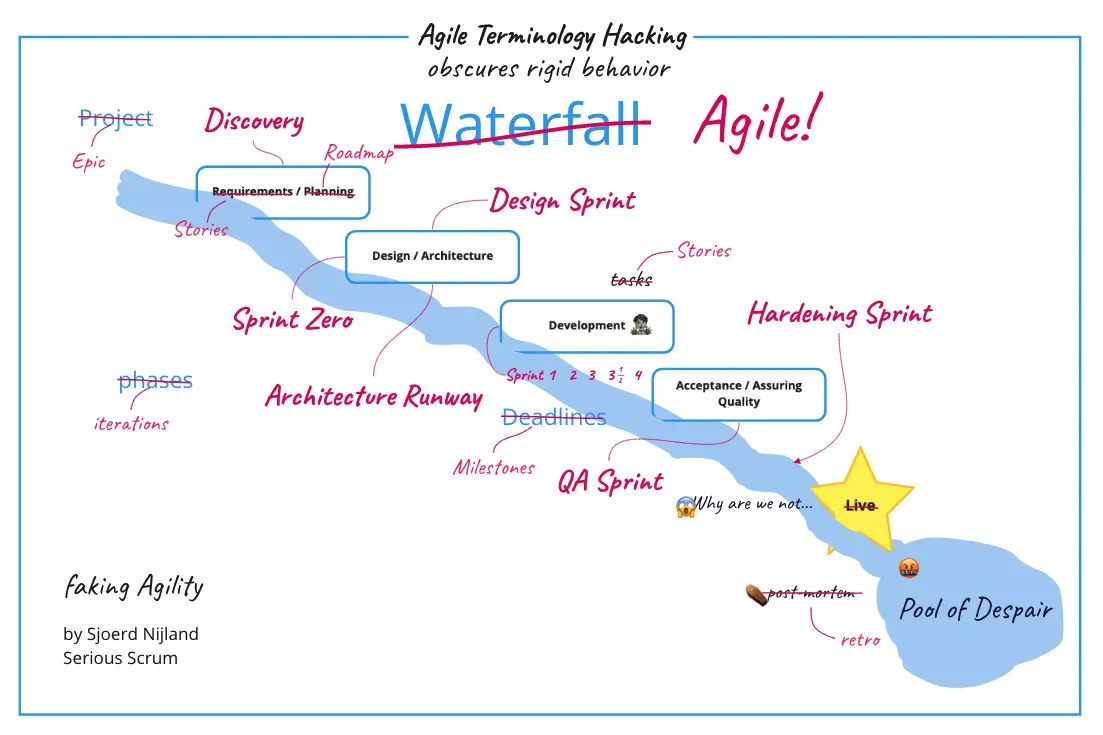 Agile Terminology Hacking
obscures rigid behavior
Waterfall
Agile!
Project
Epic
Discovery
Roadmap
Requirements / Planning
Stories
Design Sprint
Design / Architecture
Stories
tasks
Sprint Zero
Development
Hardening Sprint
Sprint 1 2 3 3½ 4
Acceptance / Assuring
Quality
phases
iterations
Architecture Runway
Deadlines
Milestones
QA Sprint
Why are we not...
Live
post-mortem
retro
Pool of Despair
faking Agility
by Sjoerd Nijland
Serious Scrum